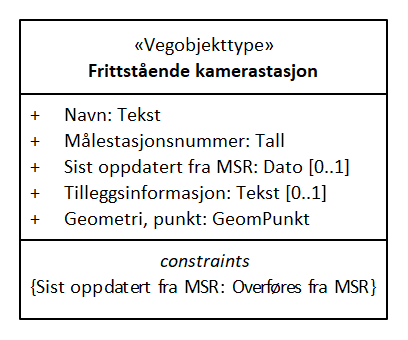 «Vegobjekttype»
Frittstående kamerastasjon
+ Navn: Tekst
+ Målestasjonsnummer: Tall
+ Sist oppdatert fra MSR: Dato [0..1]
+ Tilleggsinformasjon: Tekst [0..1]
+ Geometri, punkt: GeomPunkt
constraints
{Sist oppdatert fra MSR: Overføres fra MSR}